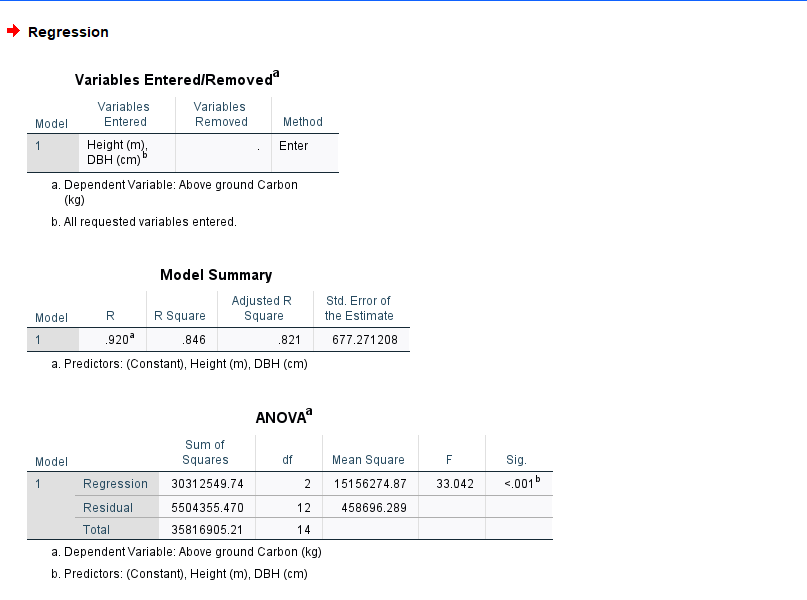 Regression
Variables Entered/Removedᵃ
Model Variables Entered Variables Removed Method
1 Height (m), DBH (cm)ᵇ . Enter
a. Dependent Variable: Above ground Carbon
(kg)
b. All requested variables entered.
Model Summary
Model R R Square Adjusted R Square Std. Error of the Estimate
1 .920ᵃ .846 .821 677.271208
a. Predictors: (Constant), Height (m), DBH (cm)
ANOVAᵃ
Model Sum of Squares df Mean Square F Sig.
1 Regression 30312549.74 2 15156274.87 33.042 <.001ᵇ
Residual 5504355.470 12 458696.289
Total 35816905.21 14
a. Dependent Variable: Above ground Carbon (kg)
b. Predictors: (Constant), Height (m), DBH (cm)